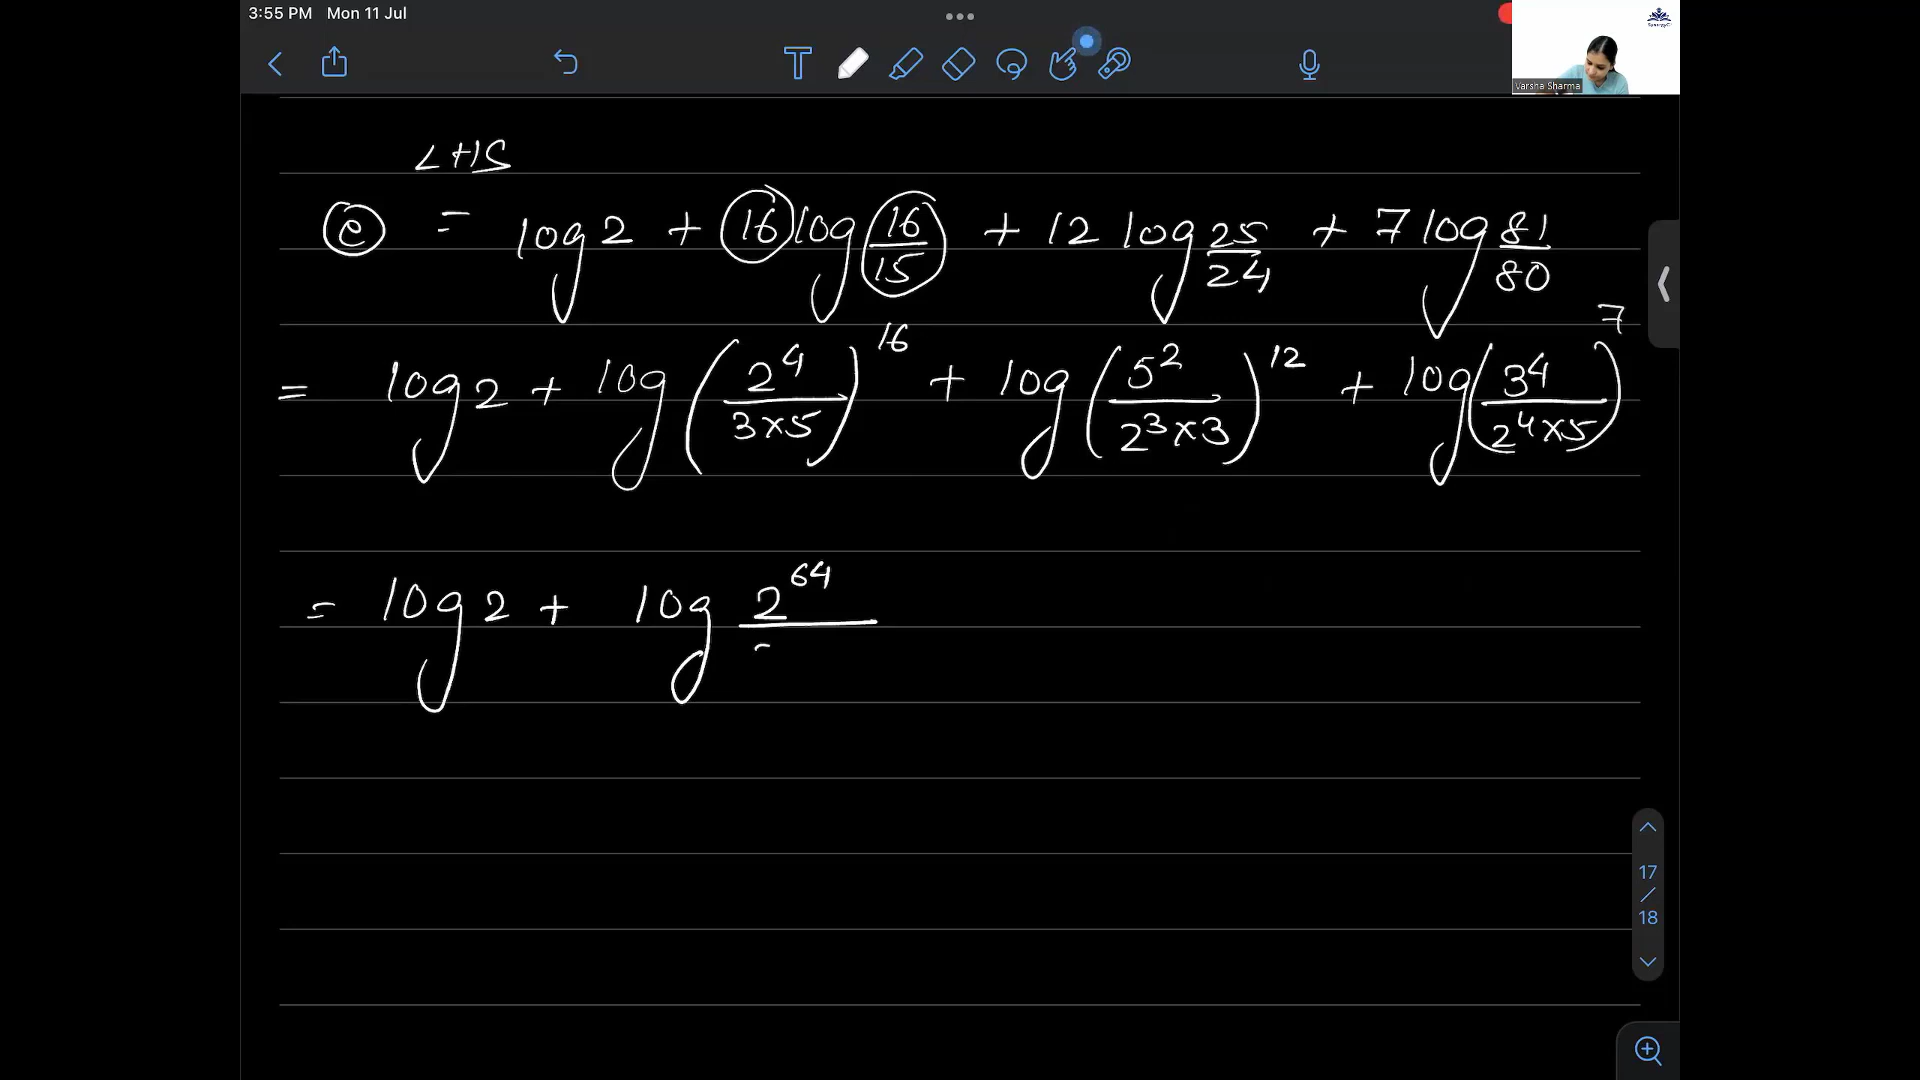 3:55 PM Mon 11 Jul
Varsha Sharma
LHS
(e) = log 2 + 16 log 16/15 + 12 log 25/24 + 7 log 81/80
= log 2 + log (2^4/(3×5))^16 + log (5^2/(2^3×3))^12 + log (3^4/(2^4×5))^7
= log 2 + log 2^64
17
/
18